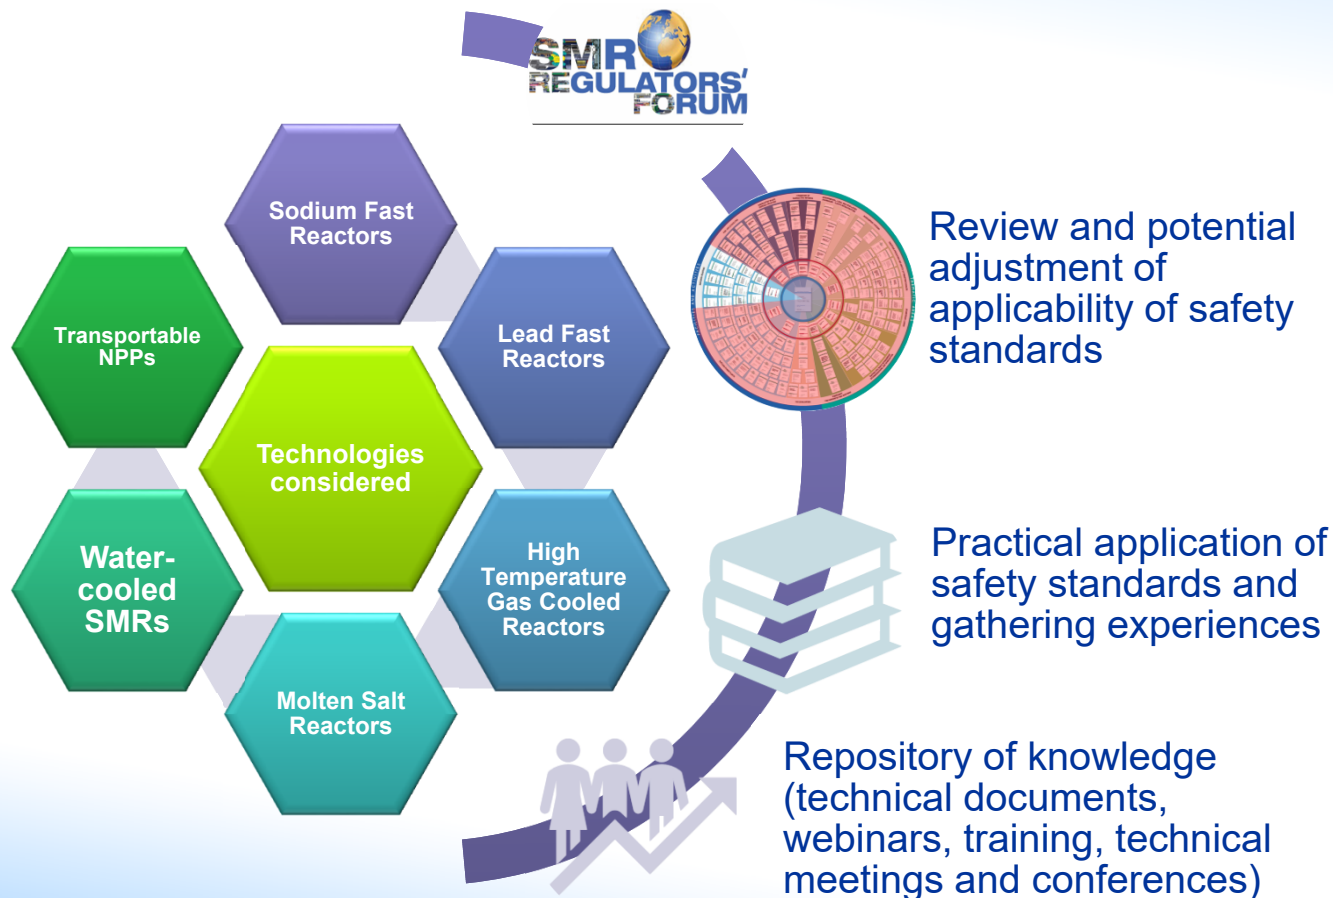 SMR
REGULATORS'
FORUM
Sodium Fast
Reactors
Transportable
NPPs
Lead Fast
Reactors
Technologies
considered
Water-
cooled
SMRs
High
Temperature
Gas Cooled
Reactors
Molten Salt
Reactors
Review and potential
adjustment of
applicability of safety
standards
Practical application of
safety standards and
gathering experiences
Repository of knowledge
(technical documents,
webinars, training, technical
meetings and conferences)